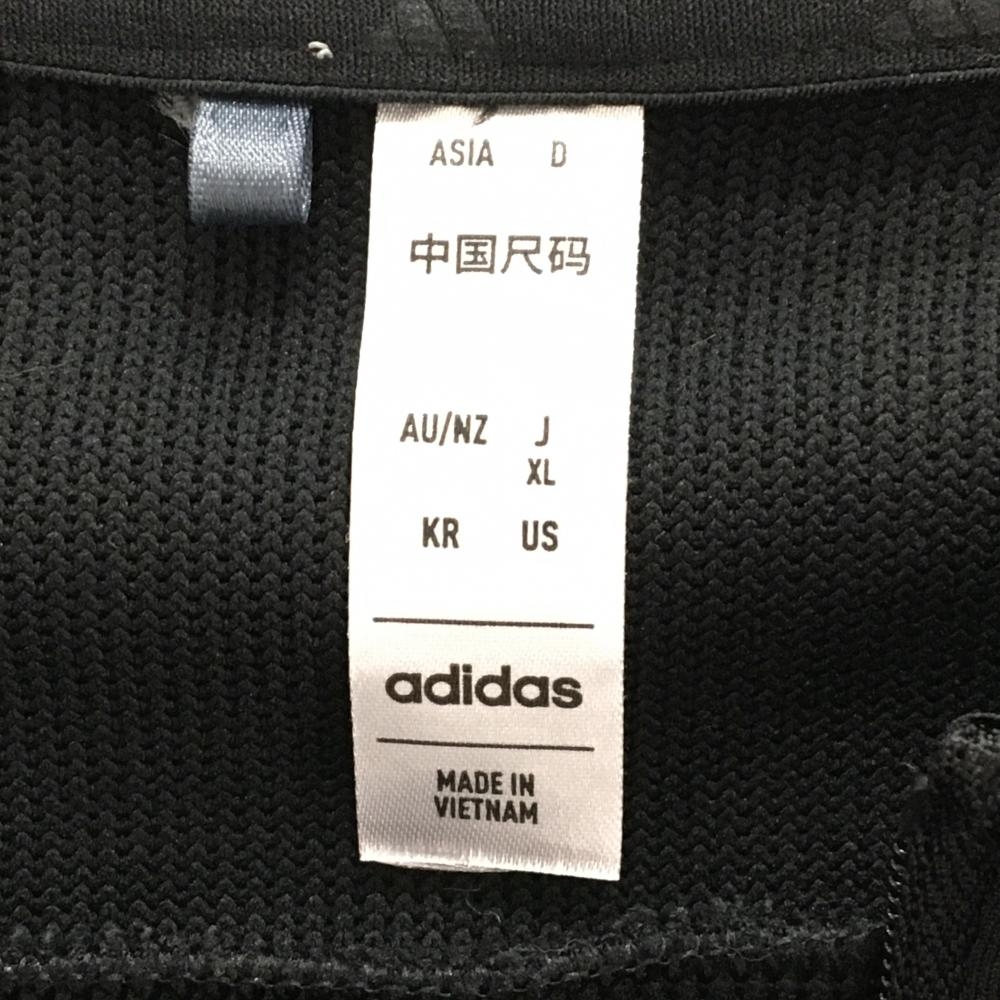 ASIA D
中国尺码
AU/NZ J
XL
KR US
adidas
MADE IN
VIETNAM